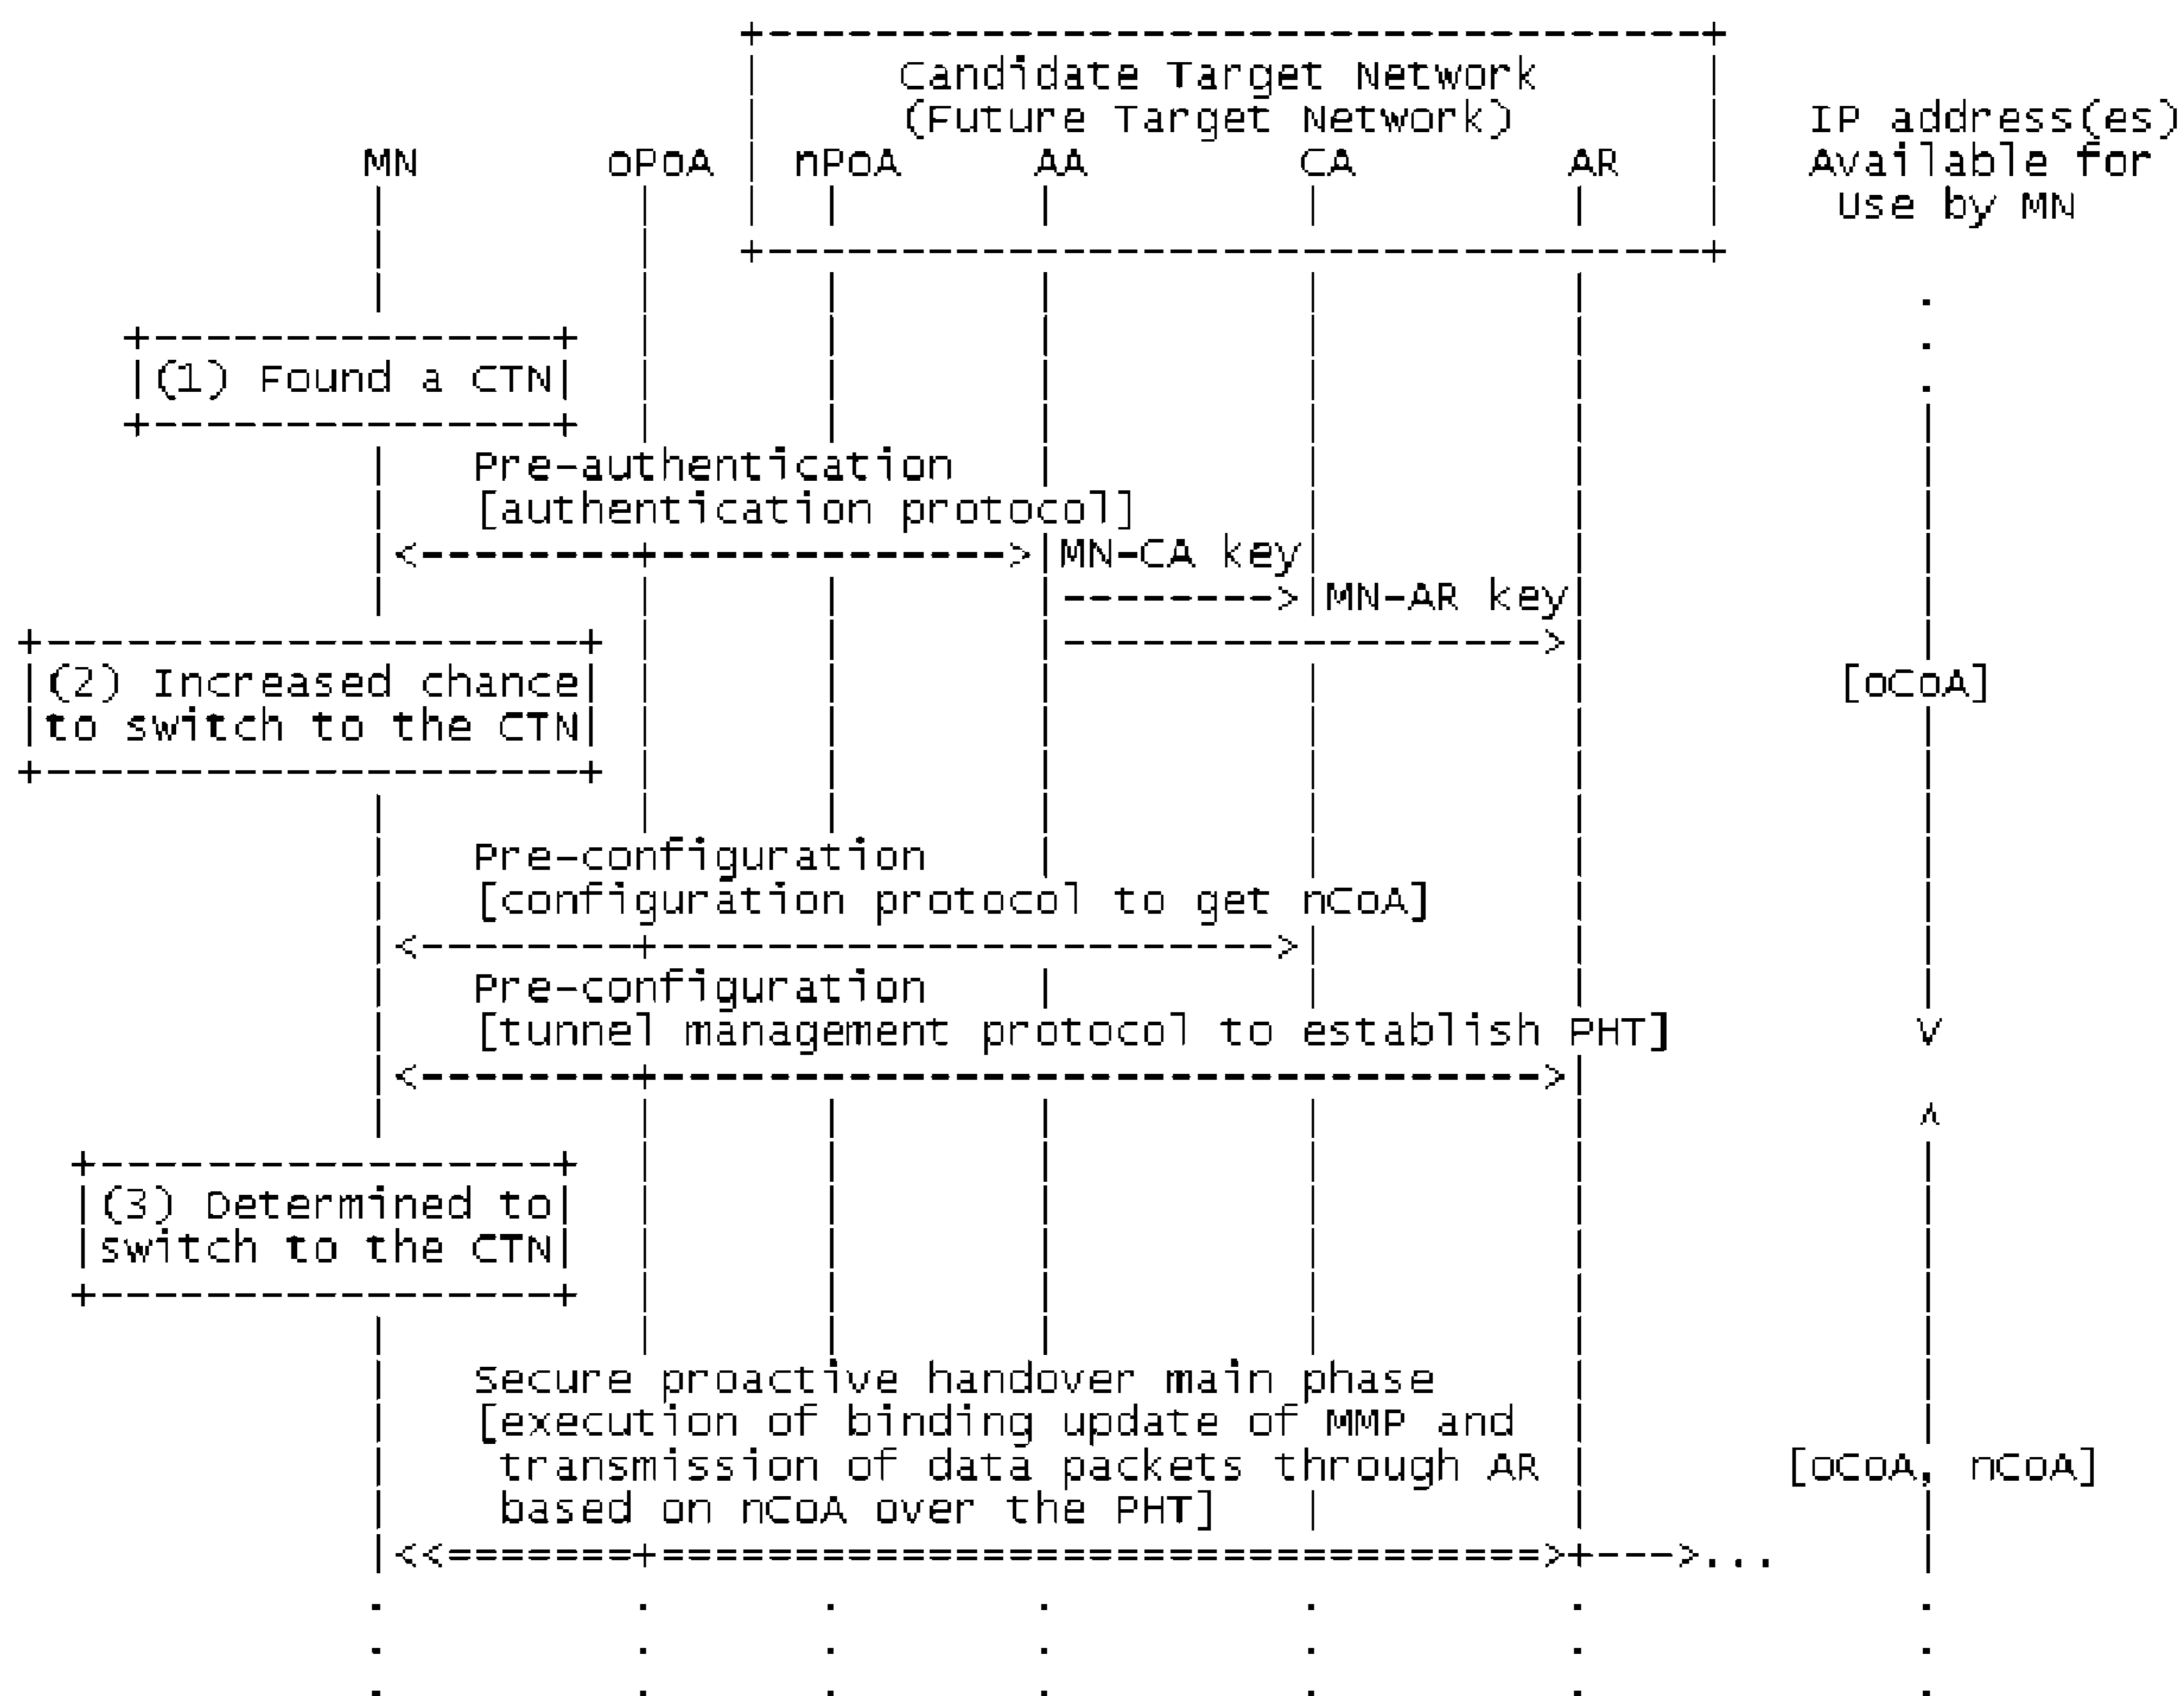 Candidate Target Network
(Future Target Network)
IP address(es)
MN oPoA nPoA AA CA AR Available for
Use by MN
(1) Found a CTN
Pre-authentication
[authentication protocol]
MN-CA key
MN-AR key
(2) Increased chance [oCoA]
to switch to the CTN
Pre-configuration
[configuration protocol to get nCoA]
Pre-configuration
[tunnel management protocol to establish PHT]
(3) Determined to
switch to the CTN
Secure proactive handover main phase
[execution of binding update of MMP and
transmission of data packets through AR [oCoA, nCoA]
based on nCoA over the PHT]